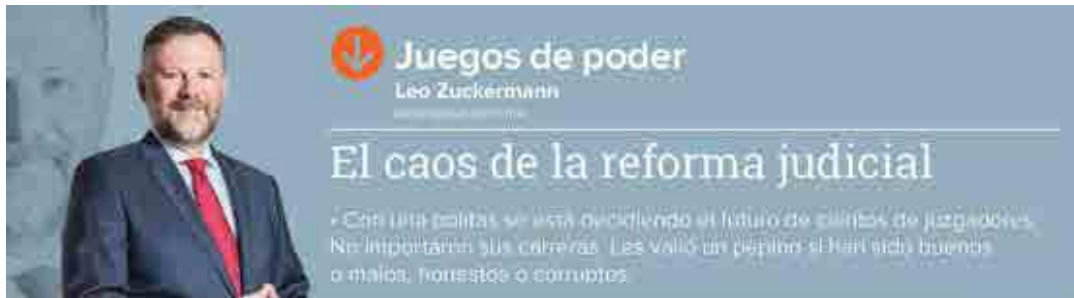 Juegos de poder
Leo Zuckermann
El caos de la reforma judicial
• Con una bolitas se está decidiendo el futuro de cientos de juzgadores.
No importaron sus carreras. Les valió un pepino si han sido buenos
o malos, honestos o corruptos.